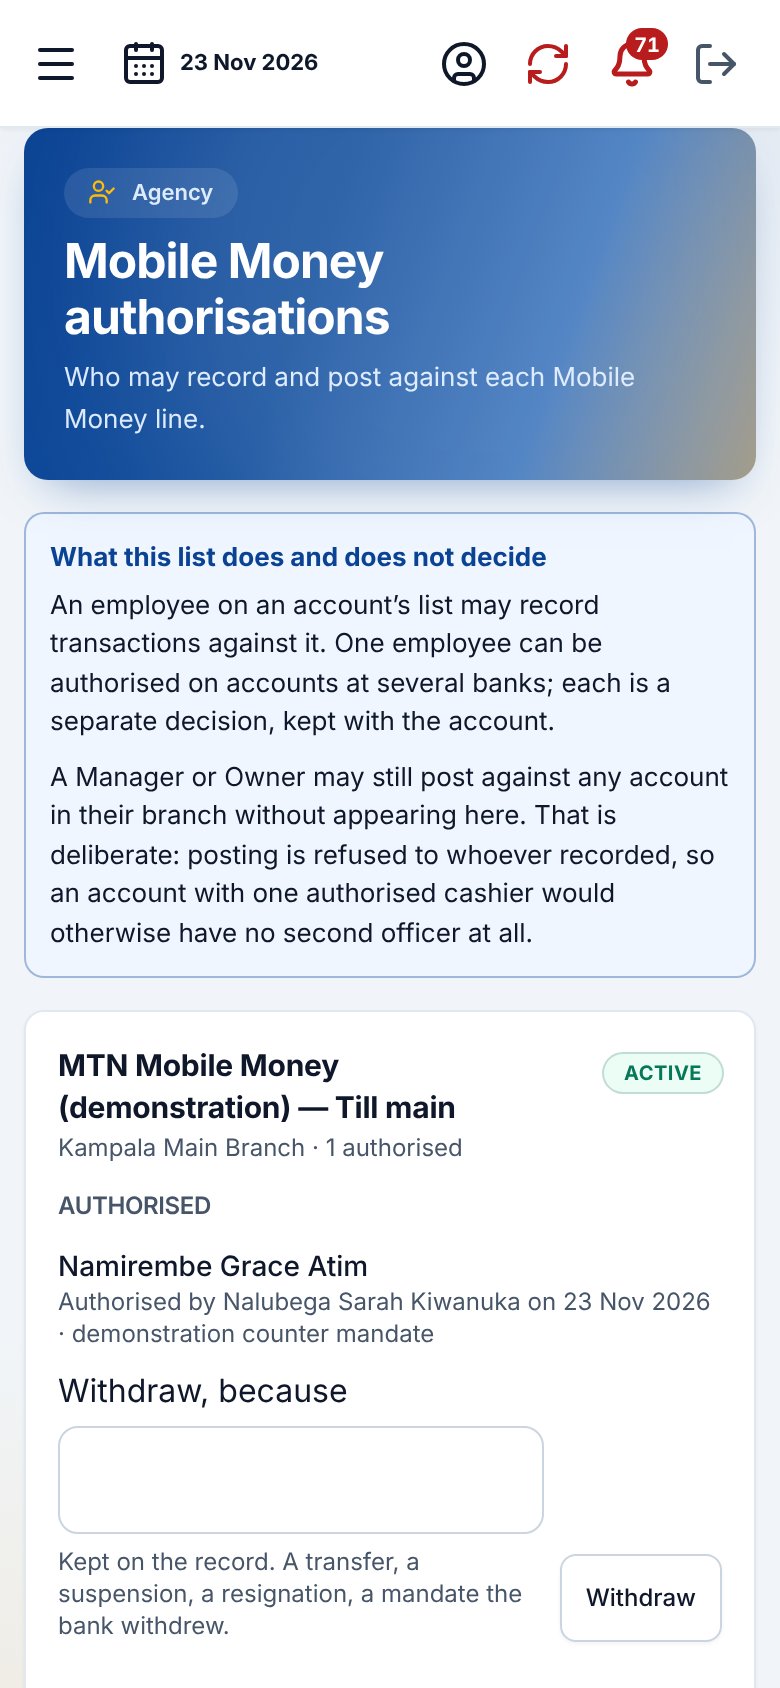 23 Nov 2026
71
Agency
Mobile Money
authorisations
Who may record and post against each Mobile
Money line.
What this list does and does not decide
An employee on an account’s list may record
transactions against it. One employee can be
authorised on accounts at several banks; each is a
separate decision, kept with the account.
A Manager or Owner may still post against any account
in their branch without appearing here. That is
deliberate: posting is refused to whoever recorded, so
an account with one authorised cashier would
otherwise have no second officer at all.
MTN Mobile Money
(demonstration) — Till main
ACTIVE
Kampala Main Branch · 1 authorised
AUTHORISED
Namirembe Grace Atim
Authorised by Nalubega Sarah Kiwanuka on 23 Nov 2026
· demonstration counter mandate
Withdraw, because
Kept on the record. A transfer, a
suspension, a resignation, a mandate the
bank withdrew.
Withdraw